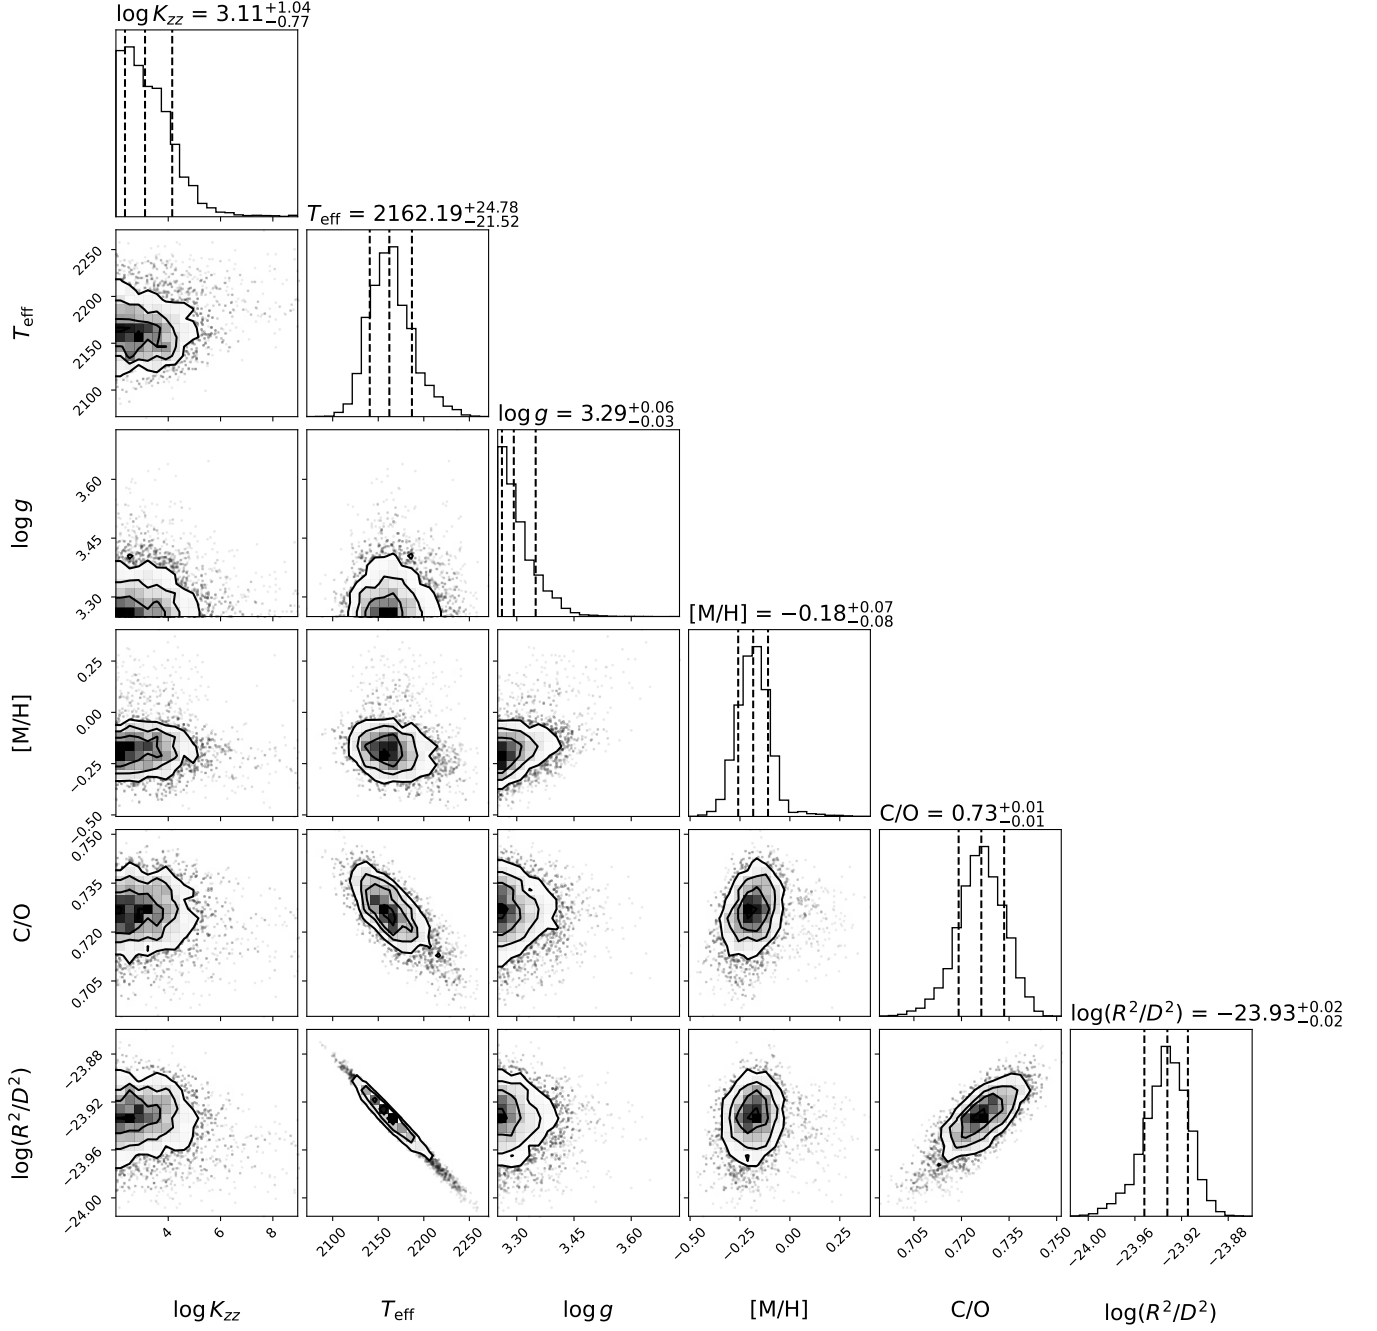 log K_zz = 3.11 +1.04 −0.77
T_eff = 2162.19 +24.78 −21.52
2250
2200
2150
2100
T_eff
log g = 3.29 +0.06 −0.03
3.60
3.45
3.30
log g
[M/H] = −0.18 +0.07 −0.08
0.25
0.00
−0.25
−0.50
[M/H]
C/O = 0.73 +0.01 −0.01
0.750
0.735
0.720
0.705
C/O
log(R²/D²) = −23.93 +0.02 −0.02
−23.88
−23.92
−23.96
−24.00
log(R²/D²)
4 6 8 2100 2150 2200 2250 3.30 3.45 3.60 −0.50 −0.25 0.00 0.25 0.705 0.720 0.735 0.750 −24.00 −23.96 −23.92 −23.88
log K_zz T_eff log g [M/H] C/O log(R²/D²)